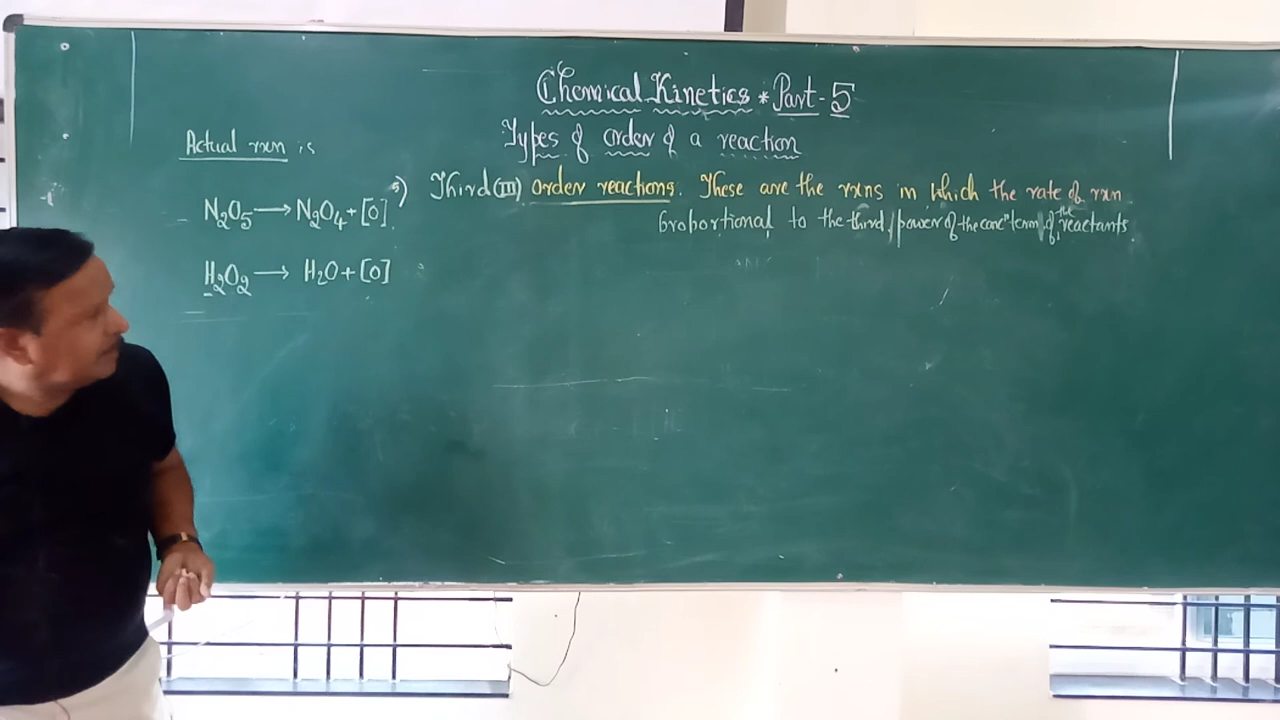 Chemical Kinetics * Part - 5
Types of order of a reaction
Actual rxn is
N₂O₅ ⟶ N₂O₄ + [O]
H₂O₂ ⟶ H₂O + [O]
3) Third (III) order reactions. These are the rxns in which the rate of rxn
proportional to the third power of the concⁿ term of the reactants.